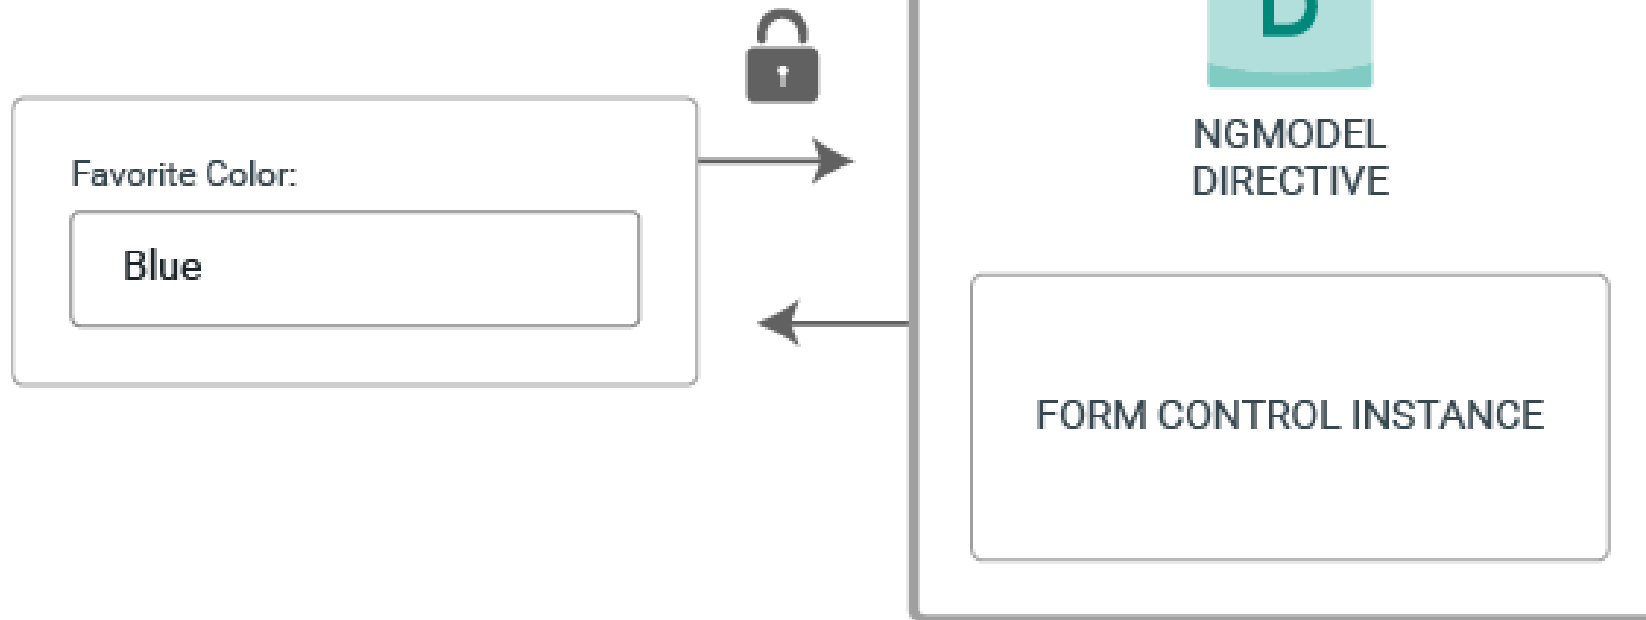 Favorite Color:
Blue
D
NGMODEL
DIRECTIVE
FORM CONTROL INSTANCE